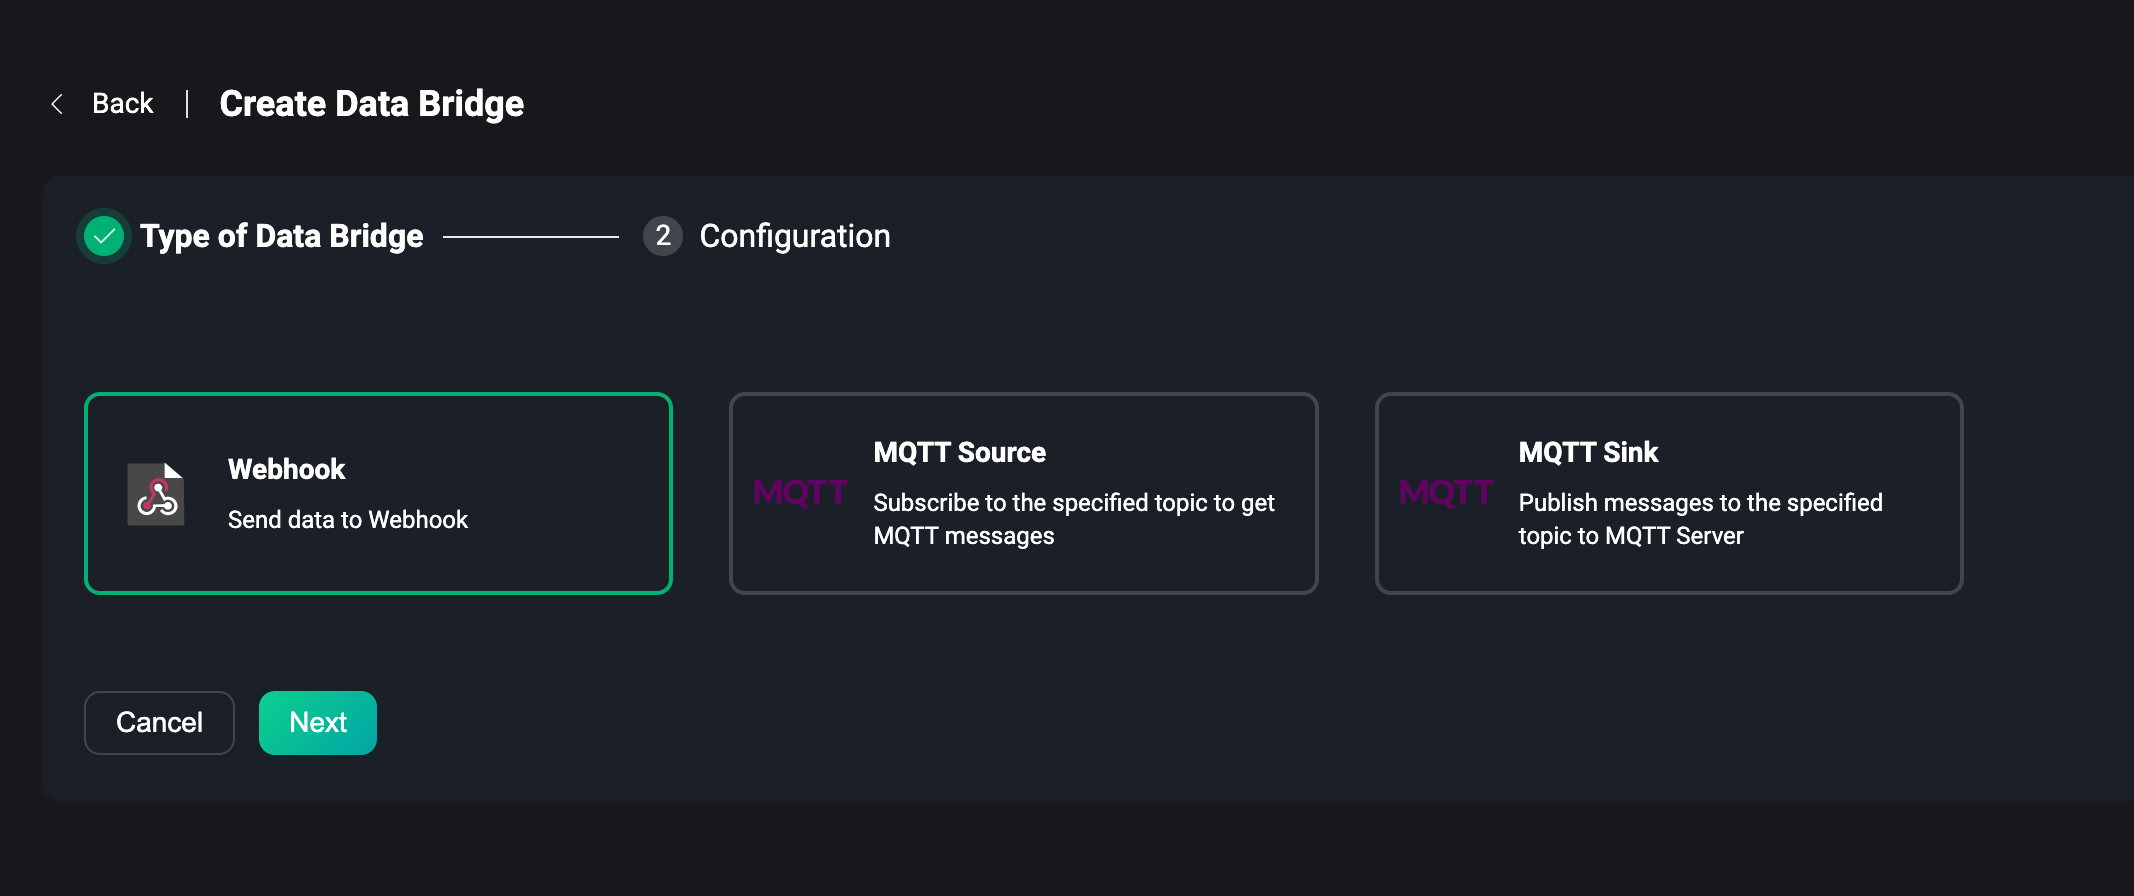 Back | Create Data Bridge
Type of Data Bridge
2 Configuration
Webhook
Send data to Webhook
MQTT
MQTT Source
Subscribe to the specified topic to get
MQTT messages
MQTT
MQTT Sink
Publish messages to the specified
topic to MQTT Server
Cancel
Next